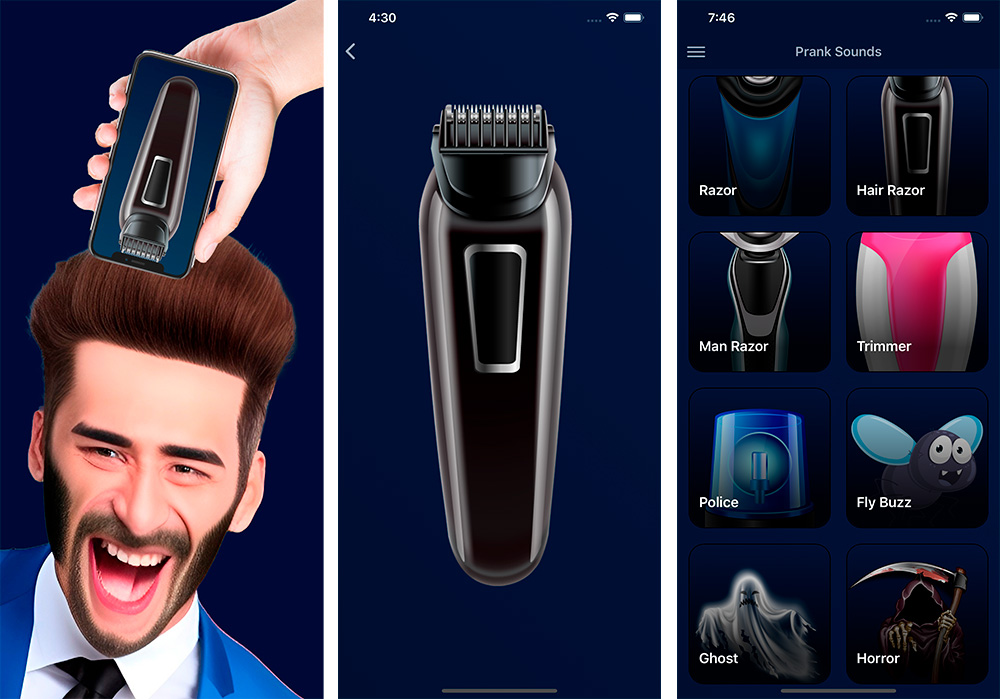 4:30
7:46
Prank Sounds
Razor
Hair Razor
Man Razor
Trimmer
Police
Fly Buzz
Ghost
Horror